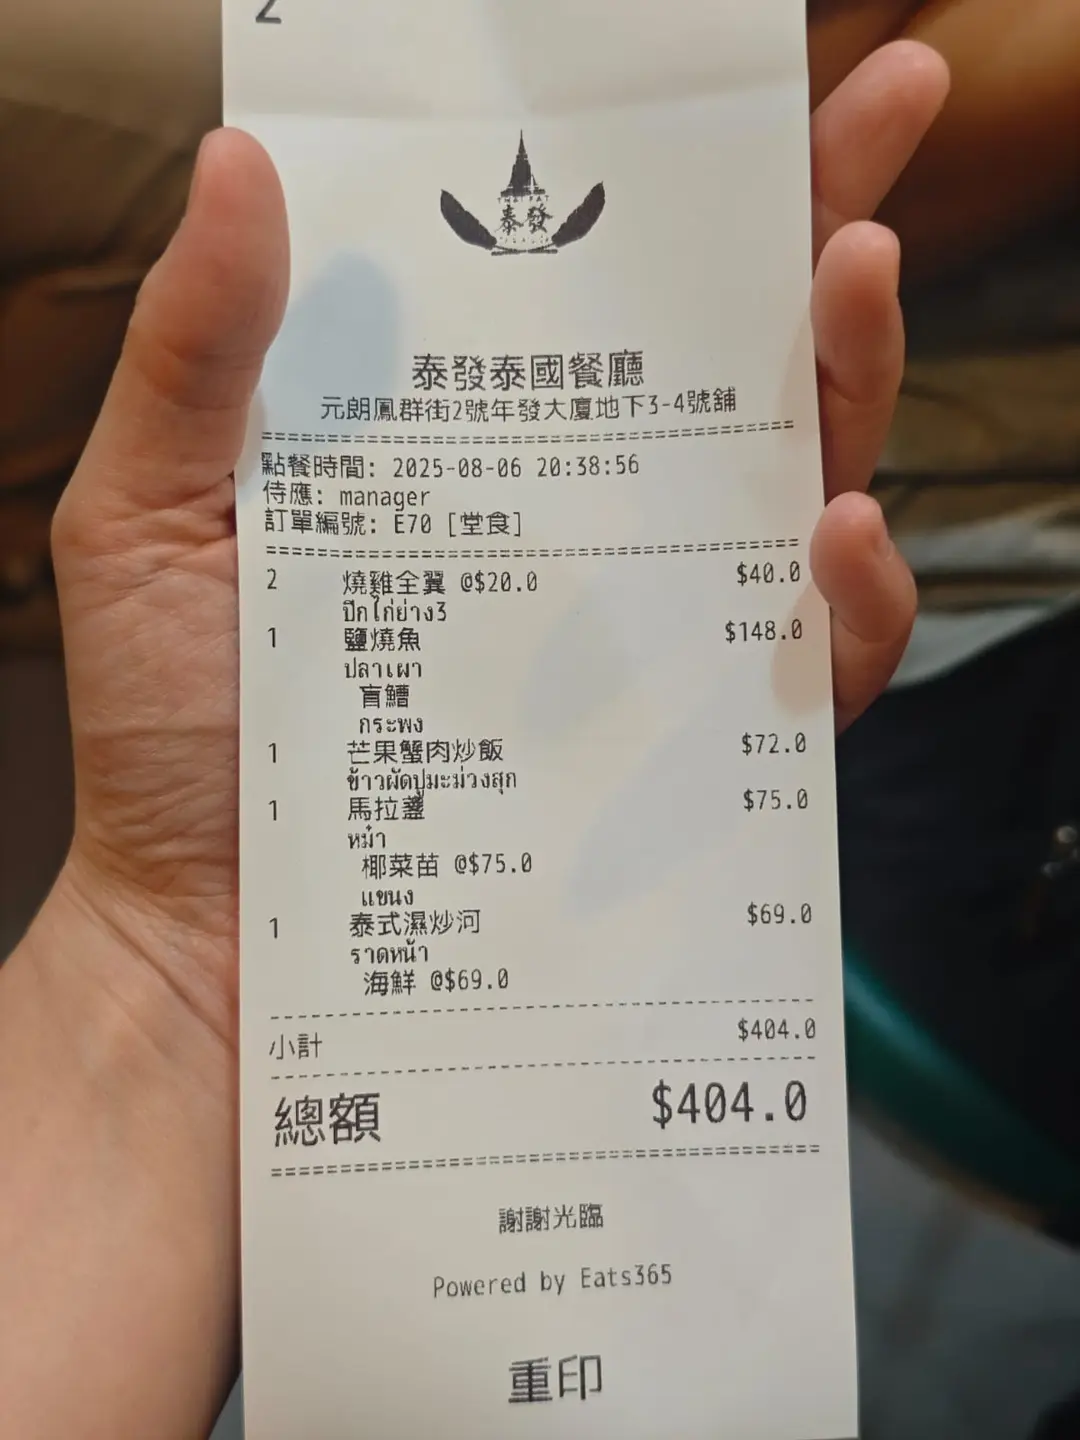 2
泰發
泰發泰國餐廳
元朗鳳群街2號年發大廈地下3-4號舖
點餐時間: 2025-08-06 20:38:56
侍應: manager
訂單編號: E70 [堂食]
2 燒雞全翼 @$20.0 $40.0
ปีกไก่ย่าง3
1 鹽燒魚 $148.0
ปลาเผา
盲鰽
กระพง
1 芒果蟹肉炒飯 $72.0
ข้าวผัดปูมะม่วงสุก
1 馬拉盞 $75.0
หม๋า
椰菜苗 @$75.0
แขนง
1 泰式濕炒河 $69.0
ราดหน้า
海鮮 @$69.0
小計 $404.0
總額 $404.0
謝謝光臨
Powered by Eats365
重印